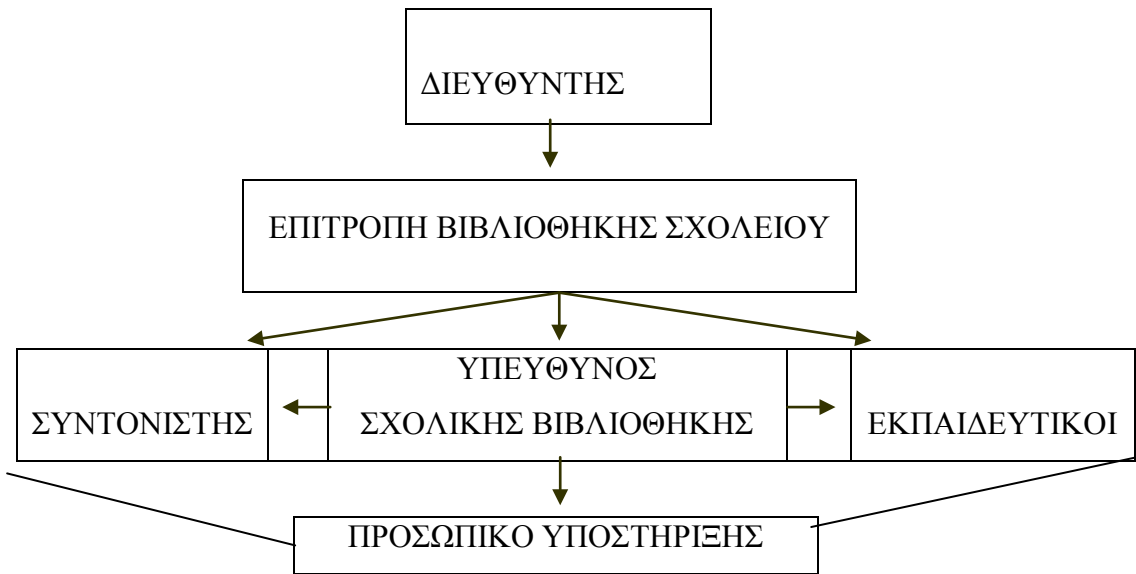 ΔΙΕΥΘΥΝΤΗΣ
ΕΠΙΤΡΟΠΗ ΒΙΒΛΙΟΘΗΚΗΣ ΣΧΟΛΕΙΟΥ
ΣΥΝΤΟΝΙΣΤΗΣ
ΥΠΕΥΘΥΝΟΣ
ΣΧΟΛΙΚΗΣ ΒΙΒΛΙΟΘΗΚΗΣ
ΕΚΠΑΙΔΕΥΤΙΚΟΙ
ΠΡΟΣΩΠΙΚΟ ΥΠΟΣΤΗΡΙΞΗΣ